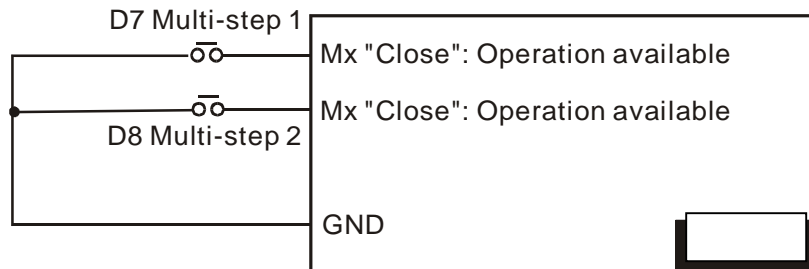 D7 Multi-step 1
Mx "Close": Operation available
Mx "Close": Operation available
D8 Multi-step 2
GND